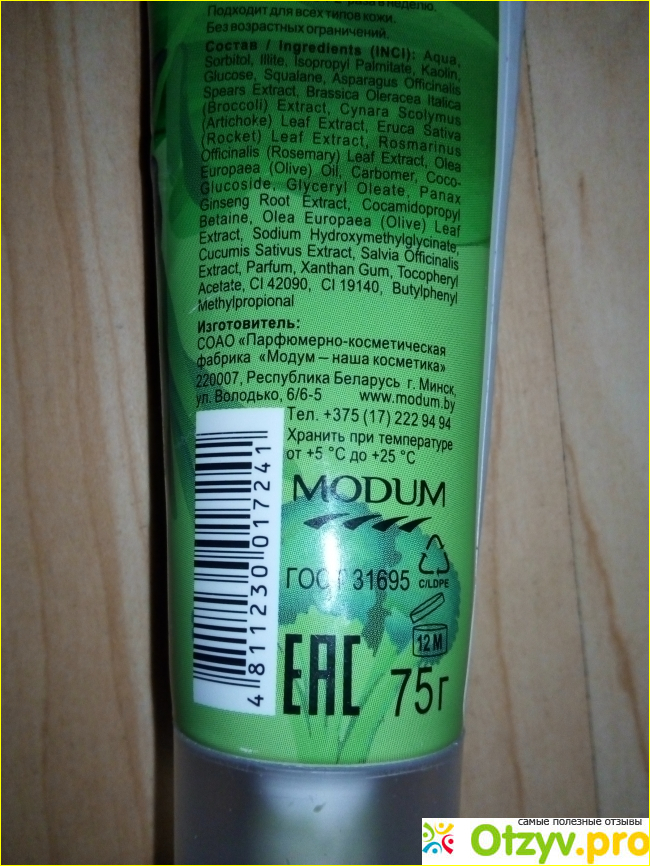 раза в неделю.
Подходит для всех типов кожи.
Без возрастных ограничений.
Состав / Ingredients (INCI): Aqua,
Sorbitol, Illite, Isopropyl Palmitate, Kaolin,
Glucose, Squalane, Asparagus Officinalis
Spears Extract, Brassica Oleracea Italica
(Broccoli) Extract, Cynara Scolymus
(Artichoke) Leaf Extract, Eruca Sativa
(Rocket) Leaf Extract, Rosmarinus
Officinalis (Rosemary) Leaf Extract, Olea
Europaea (Olive) Oil, Carbomer, Coco-
Glucoside, Glyceryl Oleate, Panax
Ginseng Root Extract, Cocamidopropyl
Betaine, Olea Europaea (Olive) Leaf
Extract, Sodium Hydroxymethylglycinate,
Cucumis Sativus Extract, Salvia Officinalis
Extract, Parfum, Xanthan Gum, Tocopheryl
Acetate, CI 42090, CI 19140, Butylphenyl
Methylpropional
Изготовитель:
СОАО «Парфюмерно-косметическая
фабрика «Модум – наша косметика»
220007, Республика Беларусь г. Минск,
ул. Володько, 6/6-5 www.modum.by
Тел. +375 (17) 222 94 94
Хранить при температуре
от +5 °C до +25 °C
MODUM
ГОСТ 31695
C/LDPE
12 M
EAC
75г
4 811230 017241
самые полезные отзывы
Otzyv.pro